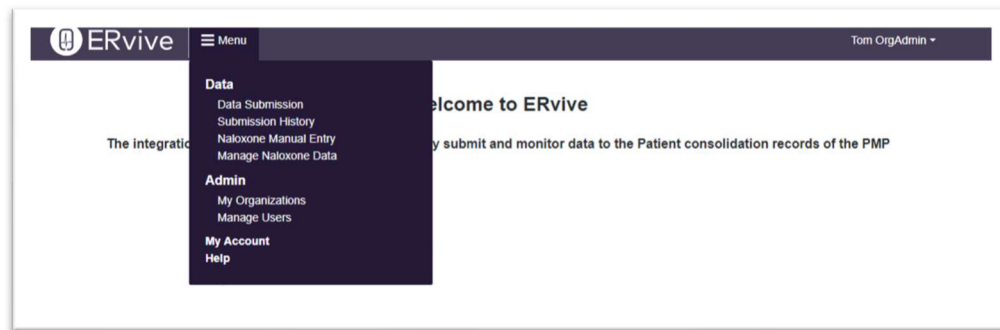 ERvive
Menu
Tom OrgAdmin
Data
Data Submission
Submission History
Naloxone Manual Entry
Manage Naloxone Data
Admin
My Organizations
Manage Users
My Account
Help
elcome to ERvive
The integratio
y submit and monitor data to the Patient consolidation records of the PMP